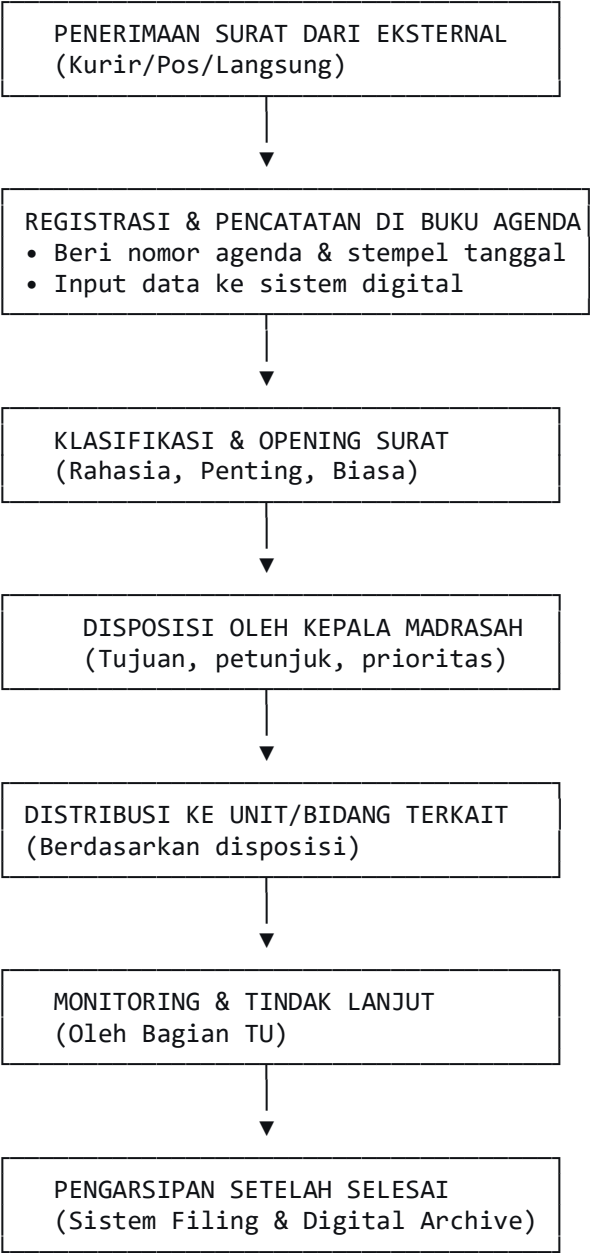 PENERIMAAN SURAT DARI EKSTERNAL
(Kurir/Pos/Langsung)
REGISTRASI & PENCATATAN DI BUKU AGENDA
• Beri nomor agenda & stempel tanggal
• Input data ke sistem digital
KLASIFIKASI & OPENING SURAT
(Rahasia, Penting, Biasa)
DISPOSISI OLEH KEPALA MADRASAH
(Tujuan, petunjuk, prioritas)
DISTRIBUSI KE UNIT/BIDANG TERKAIT
(Berdasarkan disposisi)
MONITORING & TINDAK LANJUT
(Oleh Bagian TU)
PENGARSIPAN SETELAH SELESAI
(Sistem Filing & Digital Archive)